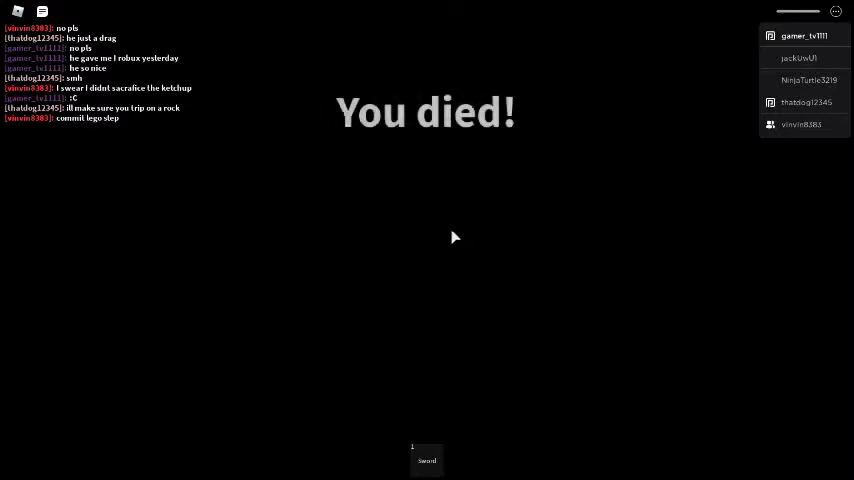 [vinvin8383]: no pls
[thatdog12345]: he just a drag
[gamer_tv1111]: no pls
[gamer_tv1111]: he gave me I robux yesterday
[gamer_tv1111]: he so nice
[thatdog12345]: smh
[vinvin8383]: I swear I didnt sacrafice the ketchup
[gamer_tv1111]: :C
[thatdog12345]: ill make sure you trip on a rock
[vinvin8383]: commit lego step
You died!
gamer_tv1111
jackUwU1
NinjaTurtle3219
thatdog12345
vinvin8383
1
Sword